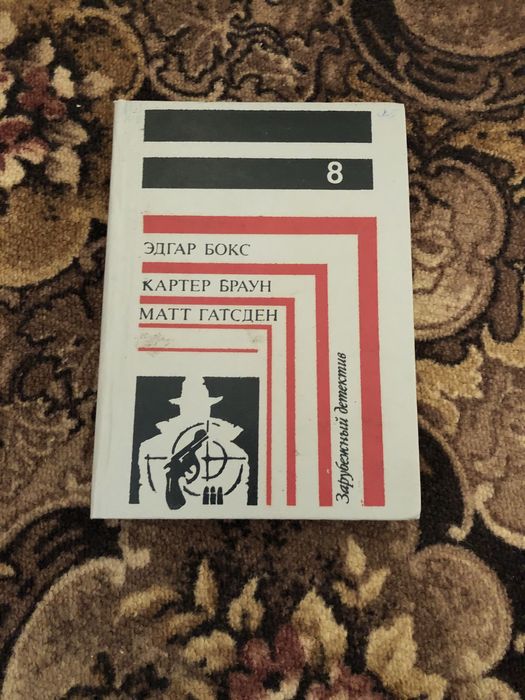 8
ЭДГАР БОКС
КАРТЕР БРАУН
МАТТ ГАТСДЕН
Зарубежный детектив